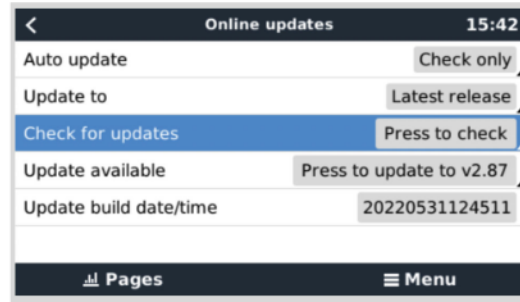 Online updates 15:42
Auto update Check only
Update to Latest release
Check for updates Press to check
Update available Press to update to v2.87
Update build date/time 20220531124511
Pages Menu